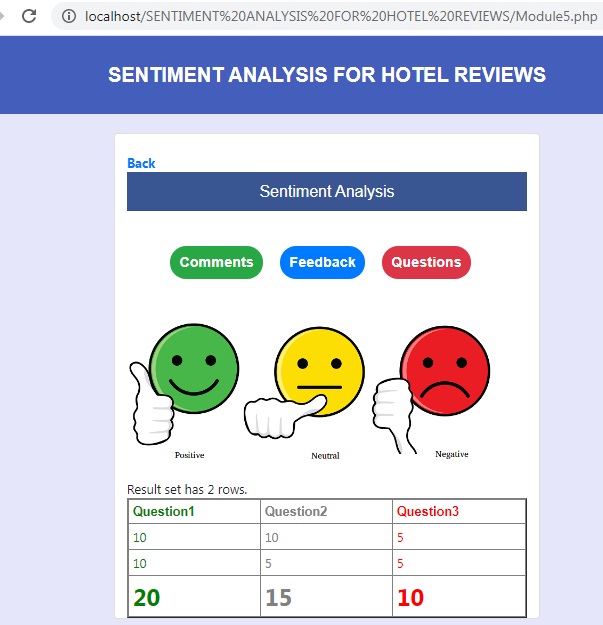 localhost/SENTIMENT%20ANALYSIS%20FOR%20HOTEL%20REVIEWS/Module5.php
SENTIMENT ANALYSIS FOR HOTEL REVIEWS
Back
Sentiment Analysis
Comments Feedback Questions
Positive Neutral Negative
Result set has 2 rows.
Question1 Question2 Question3
10 10 5
10 5 5
20 15 10